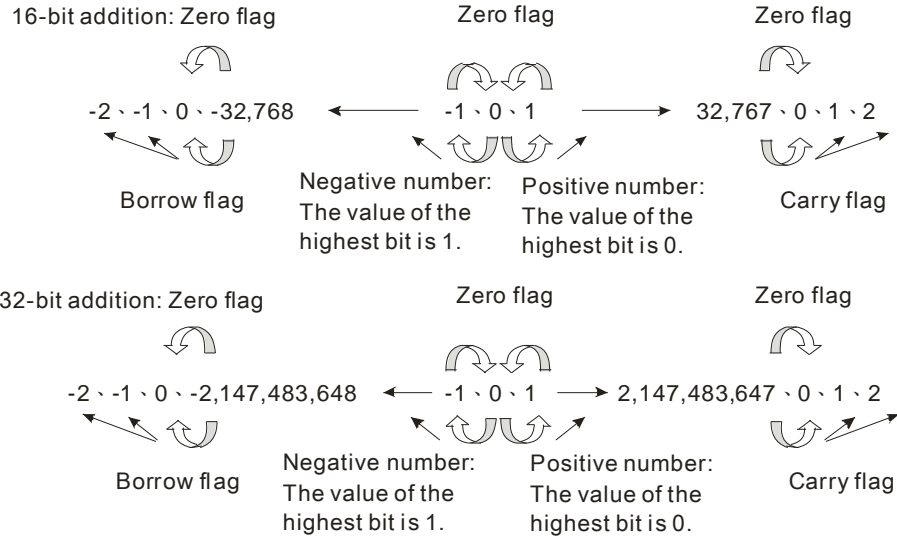 16-bit addition: Zero flag
Zero flag
Zero flag
-2、-1、0、-32,768
-1、0、1
32,767、0、1、2
Borrow flag
Negative number:
The value of the
highest bit is 1.
Positive number:
The value of the
highest bit is 0.
Carry flag
32-bit addition: Zero flag
Zero flag
Zero flag
-2、-1、0、-2,147,483,648
-1、0、1
2,147,483,647、0、1、2
Borrow flag
Negative number:
The value of the
highest bit is 1.
Positive number:
The value of the
highest bit is 0.
Carry flag